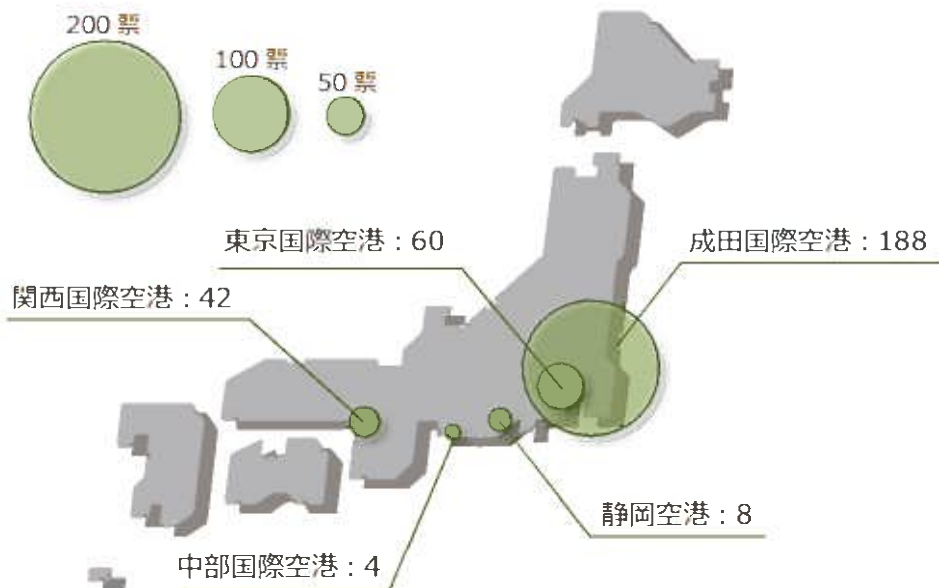 200 票
100 票
50 票
東京国際空港：60
成田国際空港：188
関西国際空港：42
静岡空港：8
中部国際空港：4